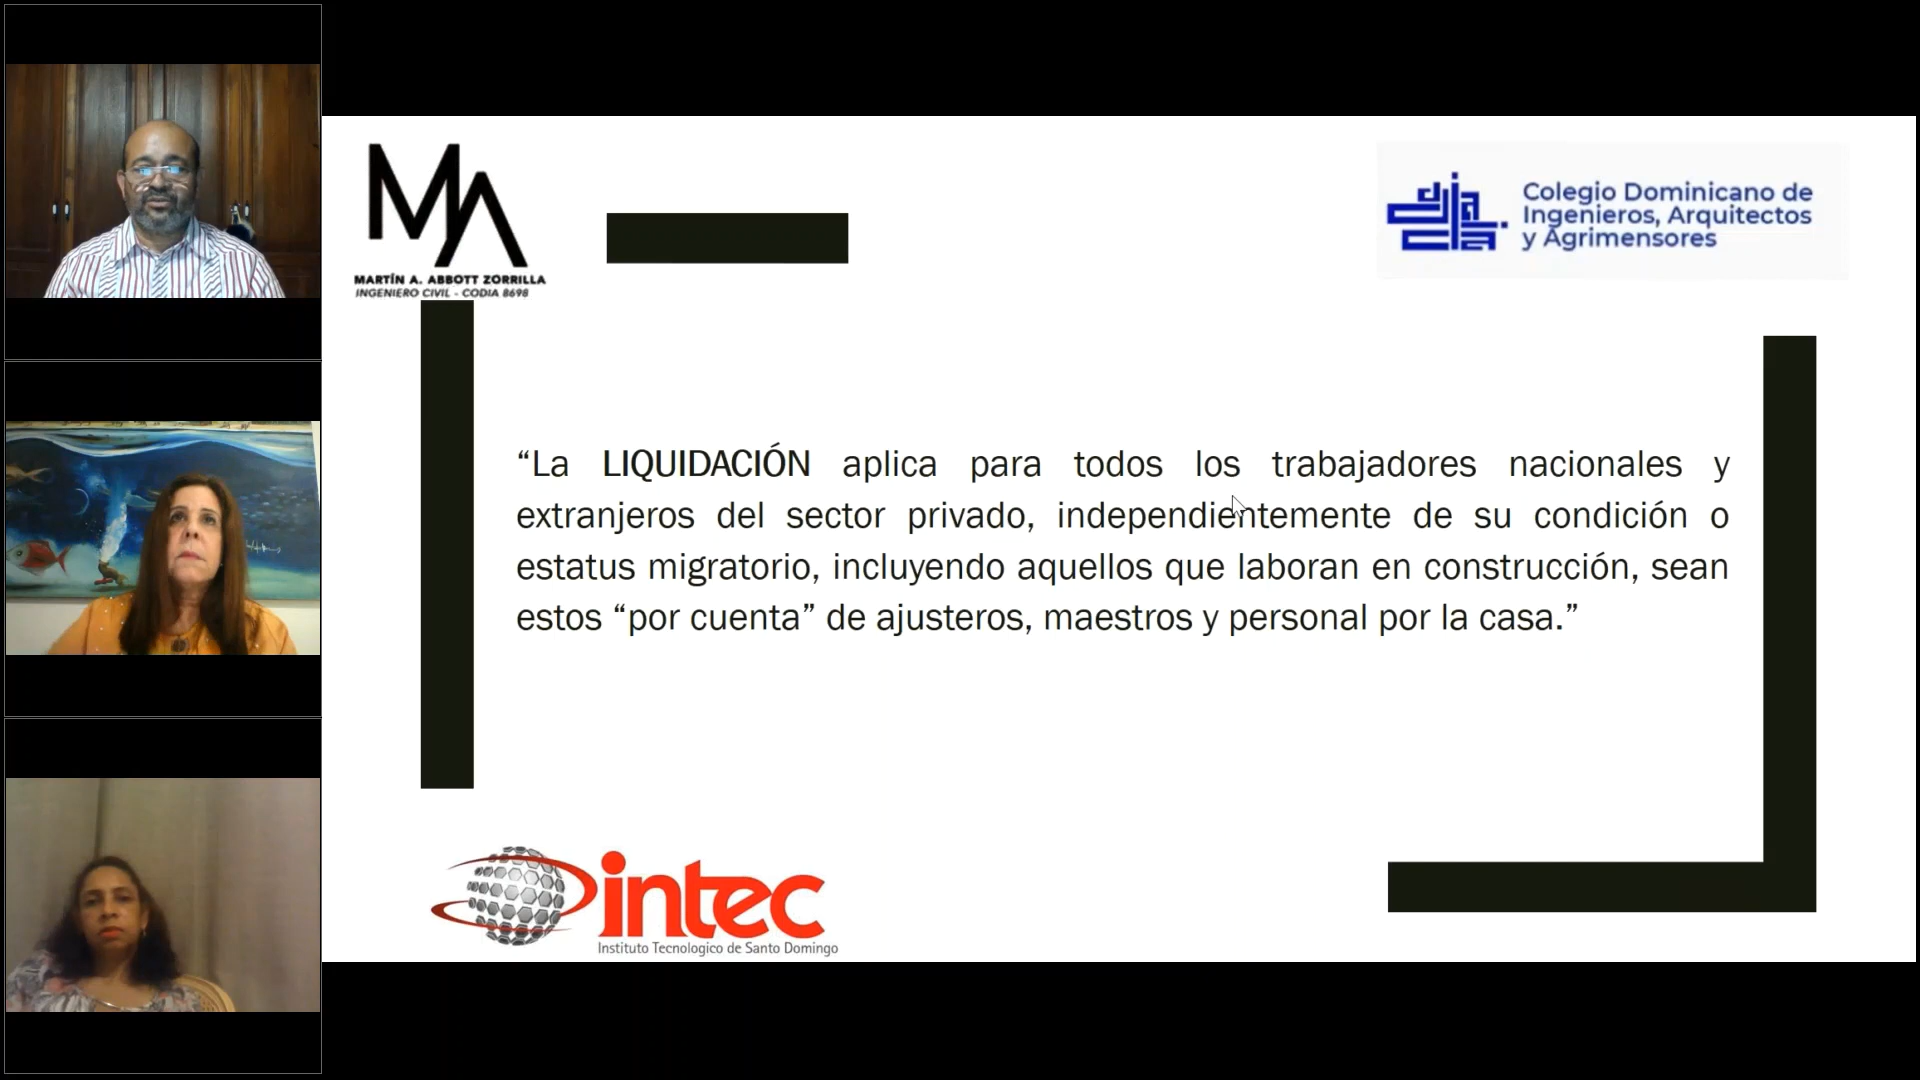 MARTÍN A. ABBOTT ZORRILLA
INGENIERO CIVIL - CODIA 8698
Colegio Dominicano de
Ingenieros, Arquitectos
y Agrimensores
“La LIQUIDACIÓN aplica para todos los trabajadores nacionales y
extranjeros del sector privado, independientemente de su condición o
estatus migratorio, incluyendo aquellos que laboran en construcción, sean
estos “por cuenta” de ajusteros, maestros y personal por la casa.”
intec
Instituto Tecnologico de Santo Domingo